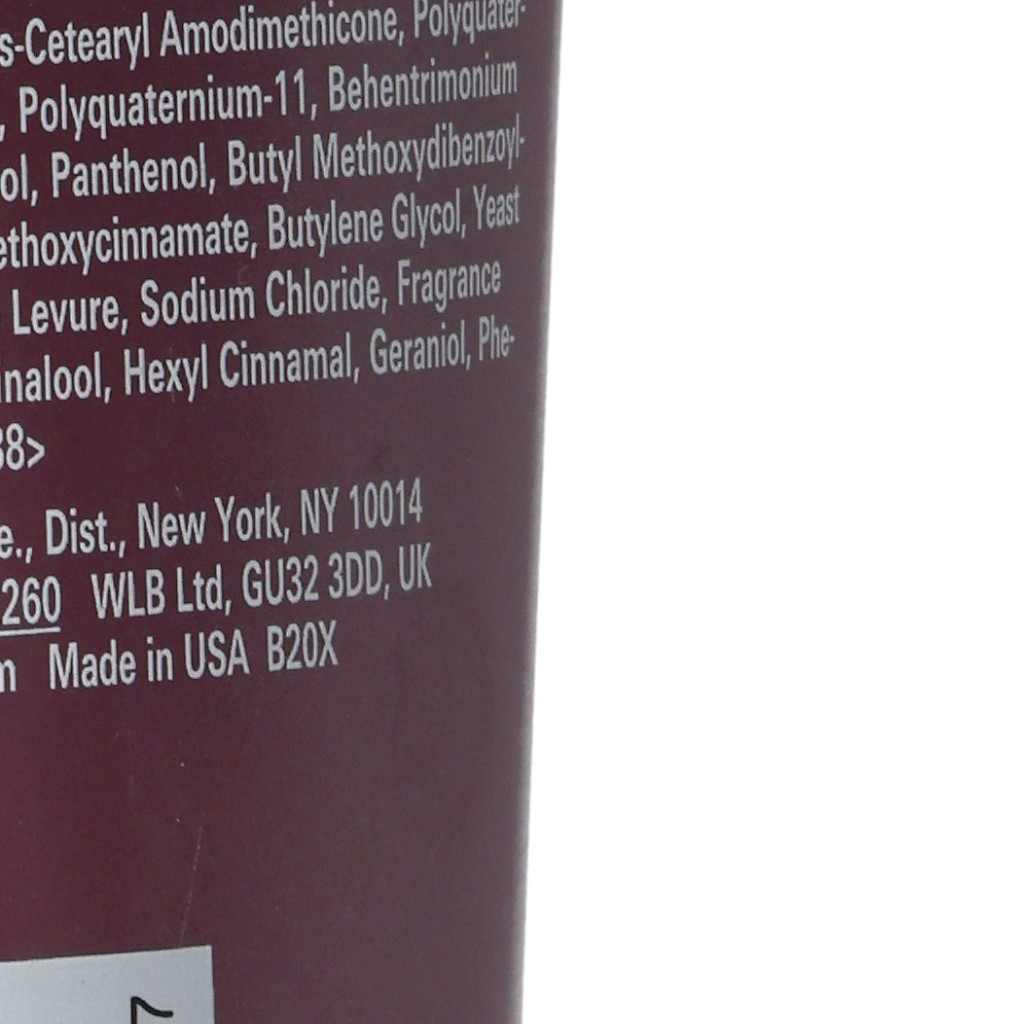 s-Cetearyl Amodimethicone, Polyquater-
, Polyquaternium-11, Behentrimonium
ol, Panthenol, Butyl Methoxydibenzoyl-
ethoxycinnamate, Butylene Glycol, Yeast
Levure, Sodium Chloride, Fragrance
inalool, Hexyl Cinnamal, Geraniol, Phe-
38>
e., Dist., New York, NY 10014
260 WLB Ltd, GU32 3DD, UK
m Made in USA B20X
7